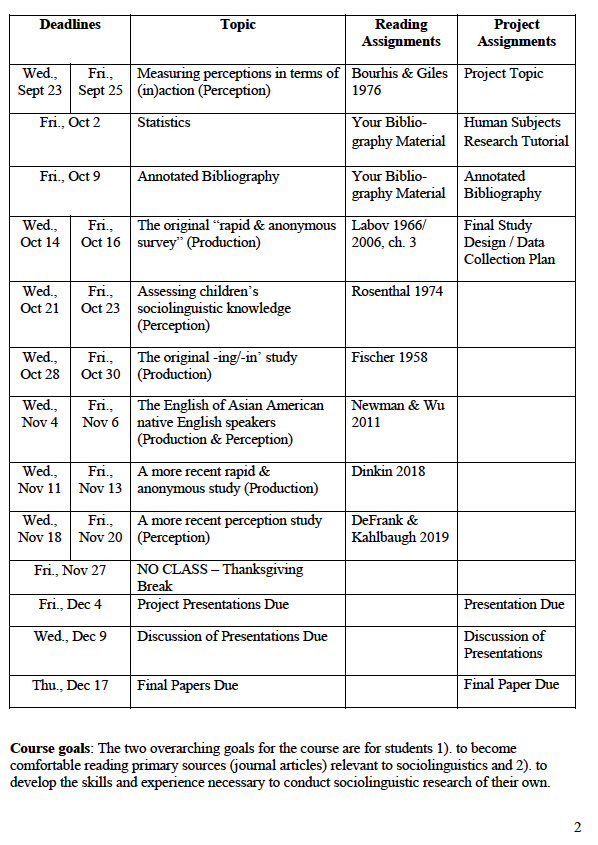 Deadlines Topic Reading Assignments Project Assignments
Wed., Sept 23 Fri., Sept 25 Measuring perceptions in terms of (in)action (Perception) Bourhis & Giles 1976 Project Topic
Fri., Oct 2 Statistics Your Biblio-graphy Material Human Subjects Research Tutorial
Fri., Oct 9 Annotated Bibliography Your Biblio-graphy Material Annotated Bibliography
Wed., Oct 14 Fri., Oct 16 The original “rapid & anonymous survey” (Production) Labov 1966/ 2006, ch. 3 Final Study Design / Data Collection Plan
Wed., Oct 21 Fri., Oct 23 Assessing children’s sociolinguistic knowledge (Perception) Rosenthal 1974
Wed., Oct 28 Fri., Oct 30 The original -ing/-in’ study (Production) Fischer 1958
Wed., Nov 4 Fri., Nov 6 The English of Asian American native English speakers (Production & Perception) Newman & Wu 2011
Wed., Nov 11 Fri., Nov 13 A more recent rapid & anonymous study (Production) Dinkin 2018
Wed., Nov 18 Fri., Nov 20 A more recent perception study (Perception) DeFrank & Kahlbaugh 2019
Fri., Nov 27 NO CLASS – Thanksgiving Break
Fri., Dec 4 Project Presentations Due Presentation Due
Wed., Dec 9 Discussion of Presentations Due Discussion of Presentations
Thu., Dec 17 Final Papers Due Final Paper Due
Course goals: The two overarching goals for the course are for students 1). to become
comfortable reading primary sources (journal articles) relevant to sociolinguistics and 2). to
develop the skills and experience necessary to conduct sociolinguistic research of their own.
2